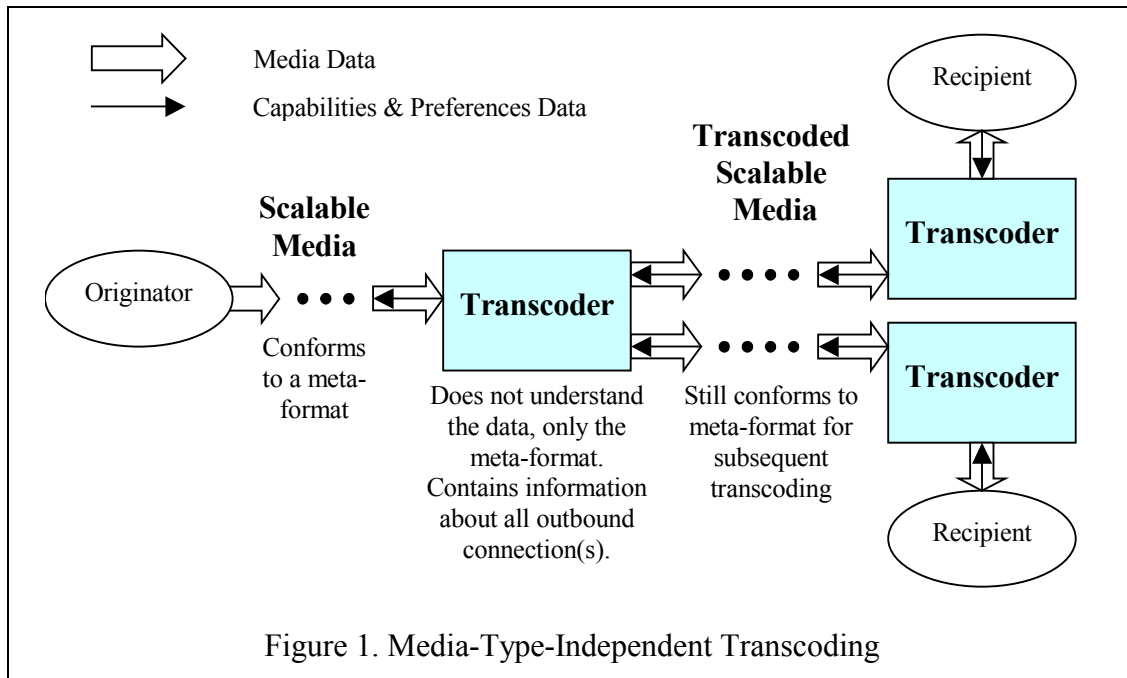 Media Data
Capabilities & Preferences Data
Recipient
Transcoded
Scalable
Media
Scalable
Media
Transcoder
Originator
Transcoder
Conforms
to a meta-
format
Does not understand
the data, only the
meta-format.
Contains information
about all outbound
connection(s).
Still conforms to
meta-format for
subsequent
transcoding
Transcoder
Recipient
Figure 1. Media-Type-Independent Transcoding